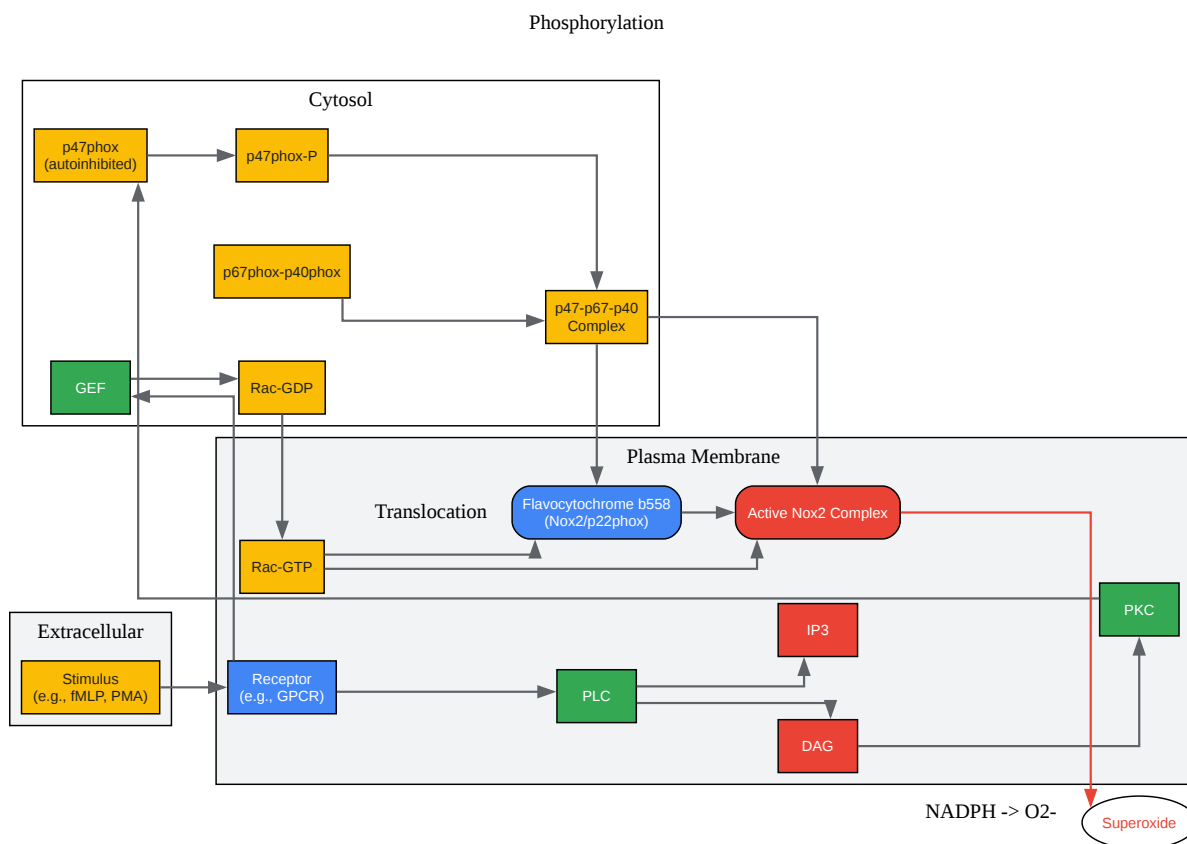 Phosphorylation
Cytosol
p47phox
(autoinhibited)
p47phox-P
p67phox-p40phox
p47-p67-p40
Complex
GEF
Rac-GDP
Plasma Membrane
Translocation
Flavocytochrome b558
(Nox2/p22phox)
Active Nox2 Complex
Rac-GTP
PKC
Extracellular
IP3
Stimulus
(e.g., fMLP, PMA)
Receptor
(e.g., GPCR)
PLC
DAG
NADPH -> O2-
Superoxide